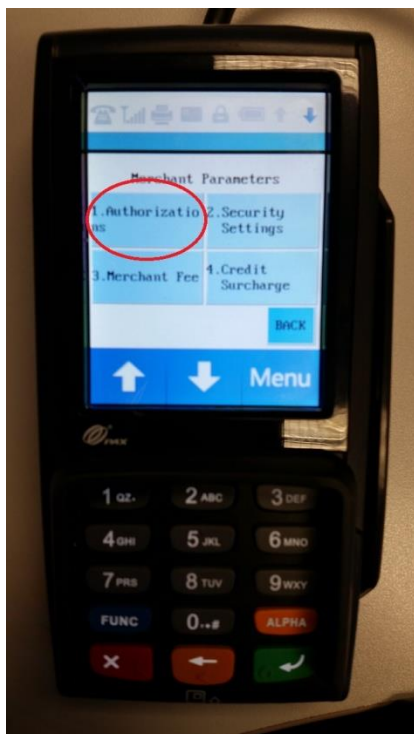 Merchant Parameters
1.Authorizatio
ns
2.Security
Settings
3.Merchant Fee
4.Credit
Surcharge
BACK
Menu
PAX
1 QZ.
2 ABC
3 DEF
4 GHI
5 JKL
6 MNO
7 PRS
8 TUV
9 WXY
FUNC
0.,*#
ALPHA